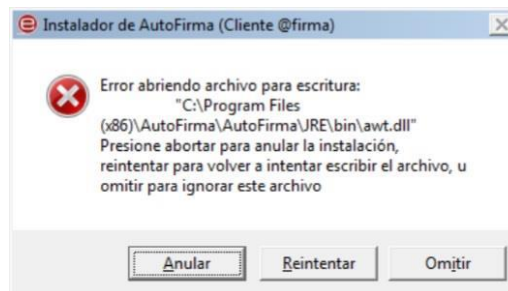 Instalador de AutoFirma (Cliente @firma)
Error abriendo archivo para escritura:
"C:\Program Files
(x86)\AutoFirma\AutoFirma\JRE\bin\awt.dll"
Presione abortar para anular la instalación,
reintentar para volver a intentar escribir el archivo, u
omitir para ignorar este archivo
Anular
Reintentar
Omitir